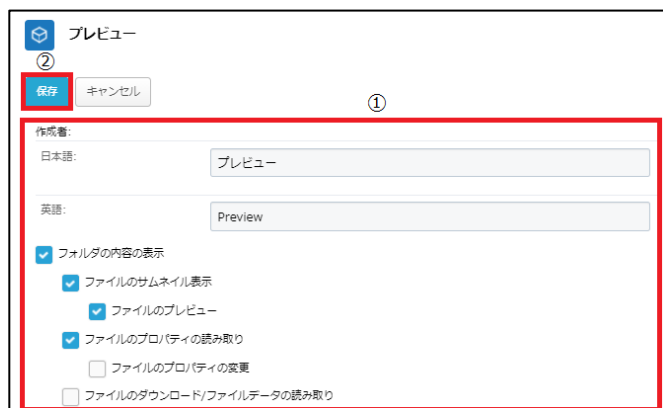 プレビュー
②
保存 キャンセル
①
作成者:
日本語: プレビュー
英語: Preview
フォルダの内容の表示
ファイルのサムネイル表示
ファイルのプレビュー
ファイルのプロパティの読み取り
ファイルのプロパティの変更
ファイルのダウンロード/ファイルデータの読み取り